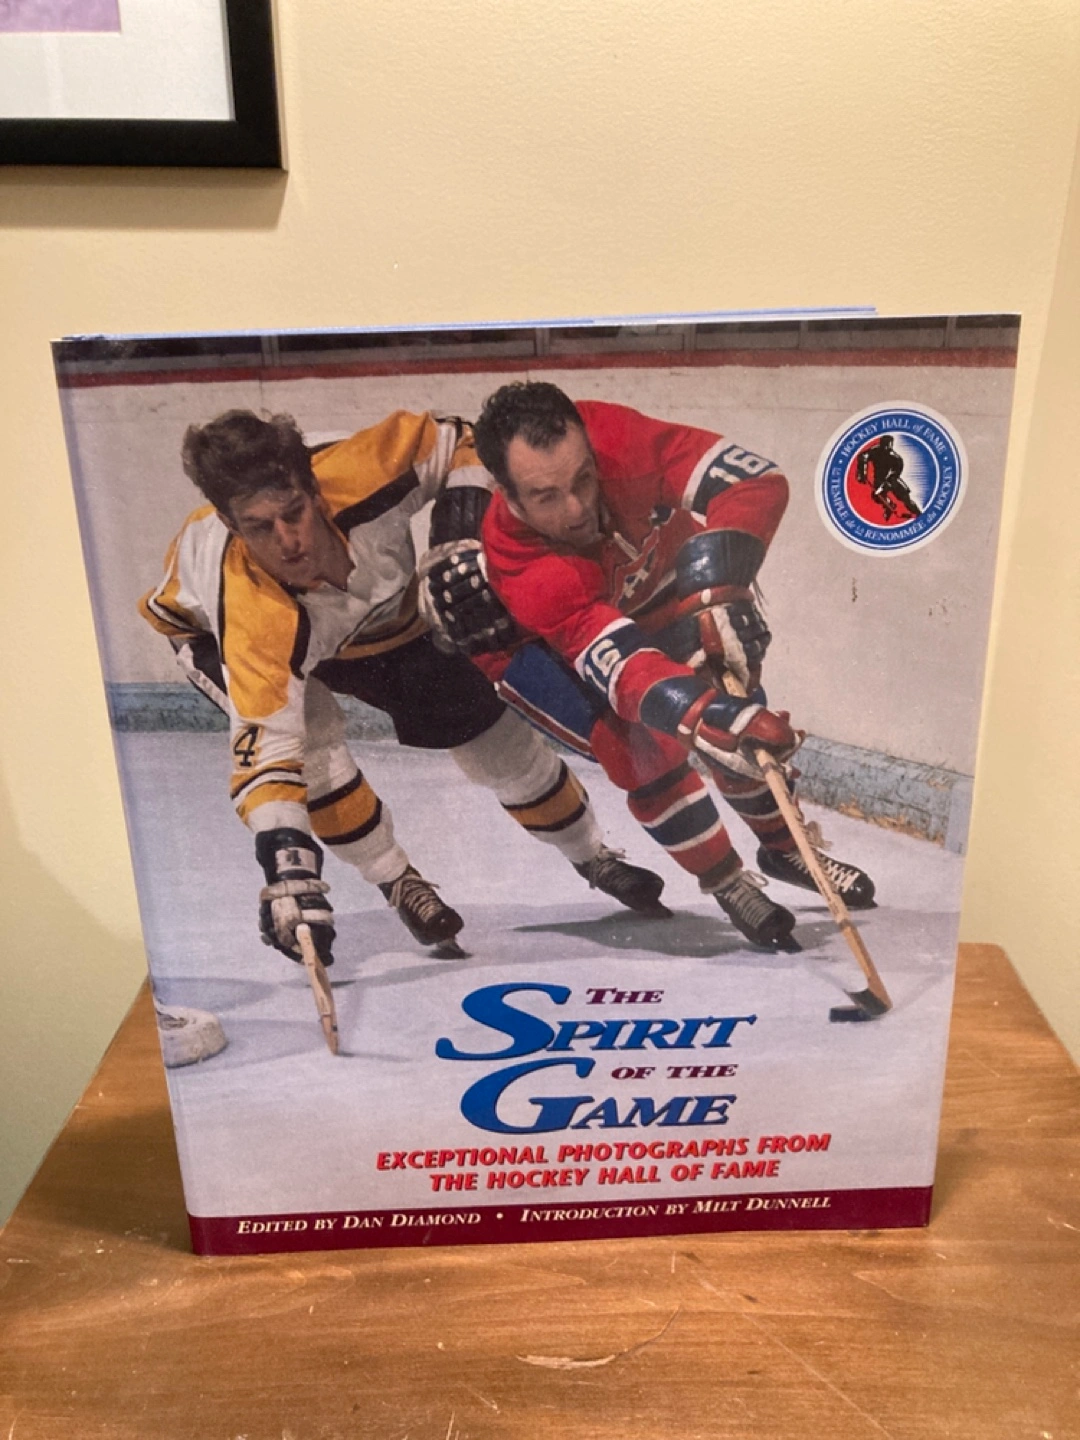 16
HOCKEY HALL of FAME
TEMPLE de la RENOMMÉE du HOCKEY
16
4
THE
SPIRIT
OF THE
GAME
EXCEPTIONAL PHOTOGRAPHS FROM
THE HOCKEY HALL OF FAME
EDITED BY DAN DIAMOND • INTRODUCTION BY MILT DUNNELL